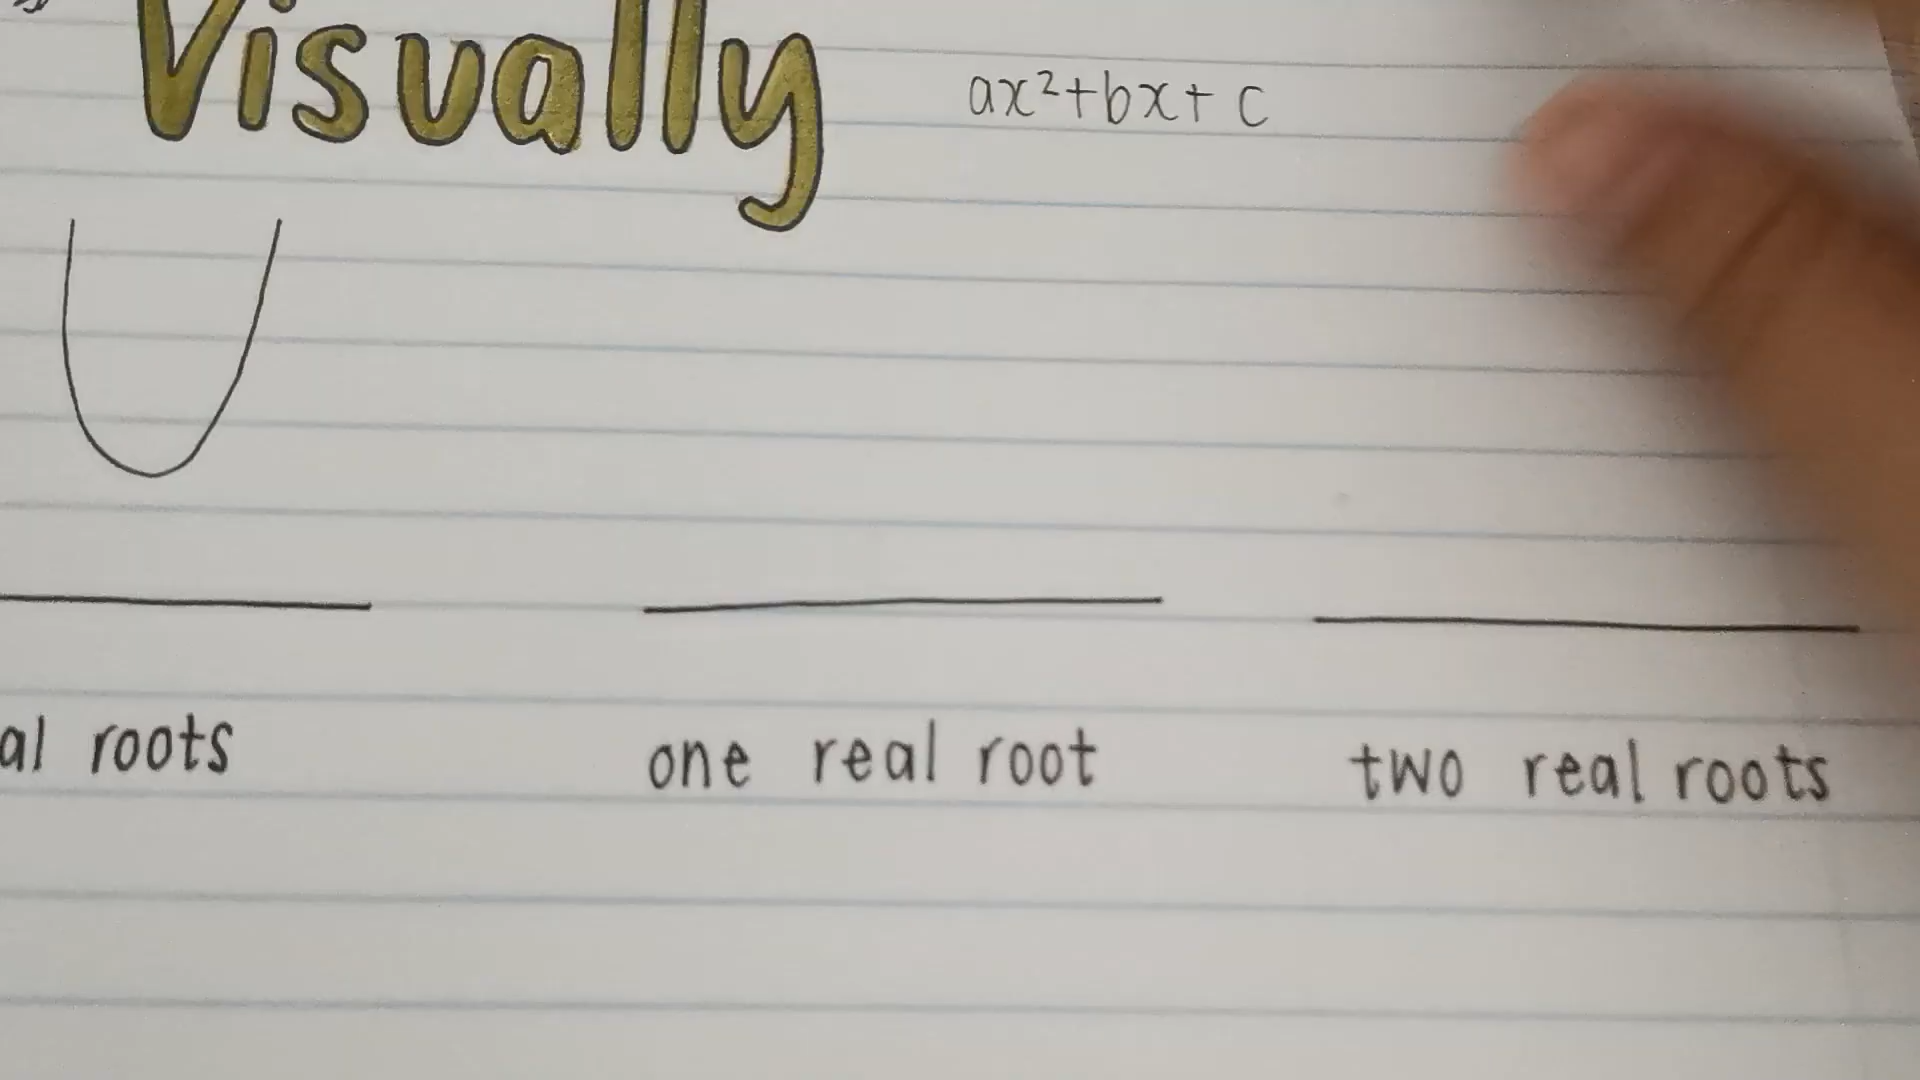 Visually
ax²+bx+ c
al roots
one real root
two real roots